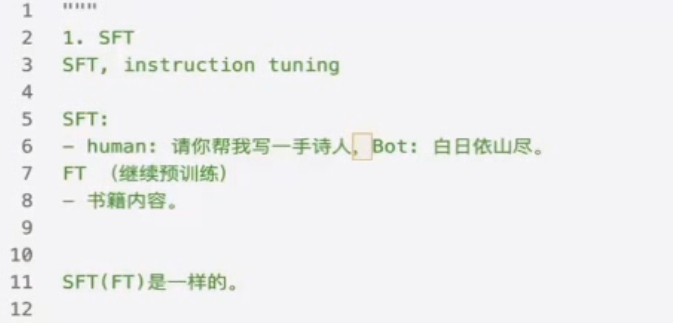 1 """
2 1. SFT
3 SFT, instruction tuning
4
5 SFT:
6 – human: 请你帮我写一手诗人，Bot: 白日依山尽。
7 FT （继续预训练）
8 – 书籍内容。
9
10
11 SFT(FT)是一样的。
12